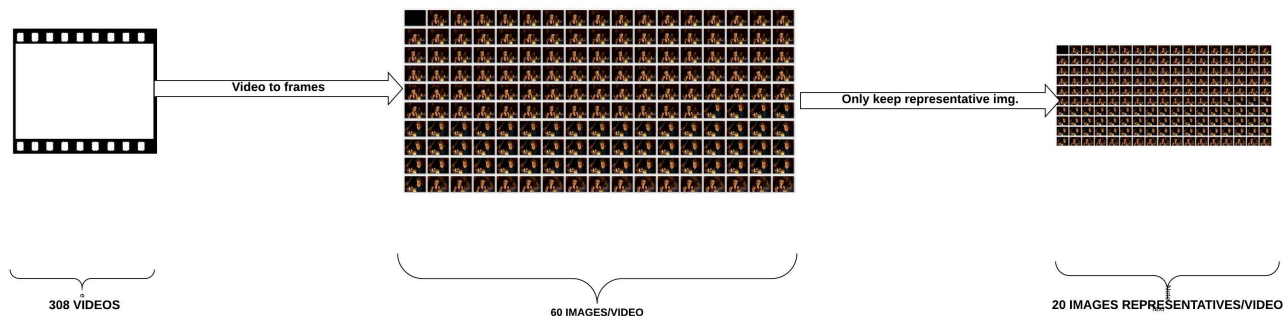 Video to frames
Only keep representative img.
308 VIDEOS
60 IMAGES/VIDEO
20 IMAGES REPRESENTATIVES/VIDEO